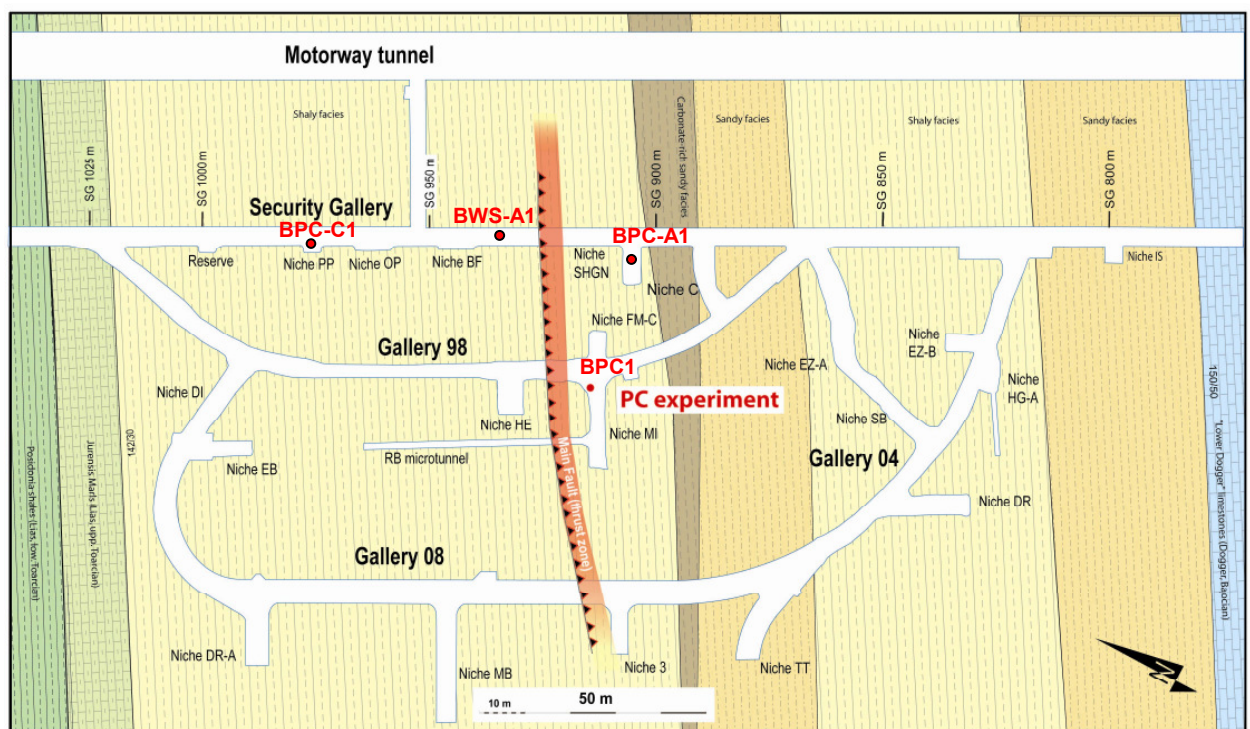 Motorway tunnel
Shaly facies
Carbonate-rich sandy facies
Sandy facies
Shaly facies
Sandy facies
SG 1025 m
SG 1000 m
SG 950 m
SG 900 m
SG 850 m
SG 800 m
Security Gallery
BPC-C1
BWS-A1
BPC-A1
Reserve
Niche PP
Niche OP
Niche BF
Niche
SHGN
Niche C
Niche IS
Niche FM-C
Gallery 98
Niche
EZ-B
Niche EZ-A
BPC1
PC experiment
Niche DI
Niche
HG-A
Niche HE
Niche MI
Niche SB
142/30
150/50
RB microtunnel
Niche EB
Gallery 04
Main Fault (thrust zone)
Niche DR
Posidonia shales (Lias, low. Toarcian)
Jurensis Marls (Lias, upp. Toarcian)
"Lower Dogger" limestones (Dogger, Baocian)
Gallery 08
Niche DR-A
Niche MB
Niche 3
Niche TT
10 m
50 m
N